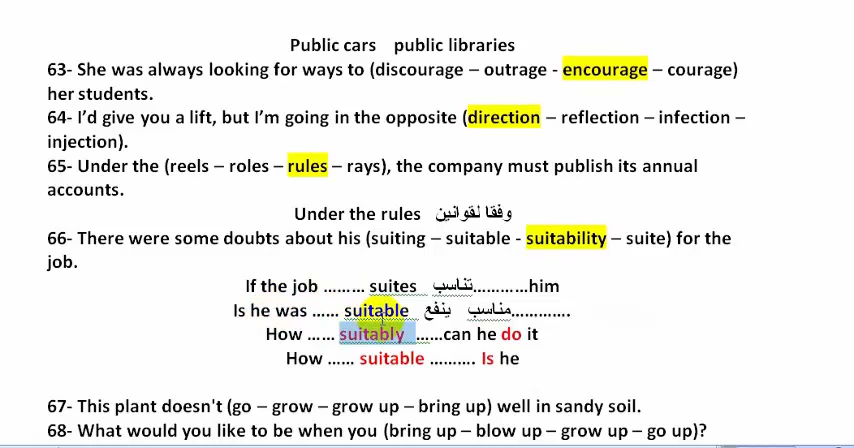 Public cars    public libraries
63- She was always looking for ways to (discourage – outrage - encourage – courage)
her students.
64- I'd give you a lift, but I'm going in the opposite (direction – reflection – infection –
injection).
65- Under the (reels – roles – rules – rays), the company must publish its annual
accounts.
Under the rules   وفقا لقوانين
66- There were some doubts about his (suiting – suitable - suitability – suite) for the
job.
If the job ……… suites   تناسب…………him
Is he was …… suitable   مناسب   ينفع………….
How …… suitably ……can he do it
How …… suitable ………. Is he
67- This plant doesn't (go – grow – grow up – bring up) well in sandy soil.
68- What would you like to be when you (bring up – blow up – grow up – go up)?